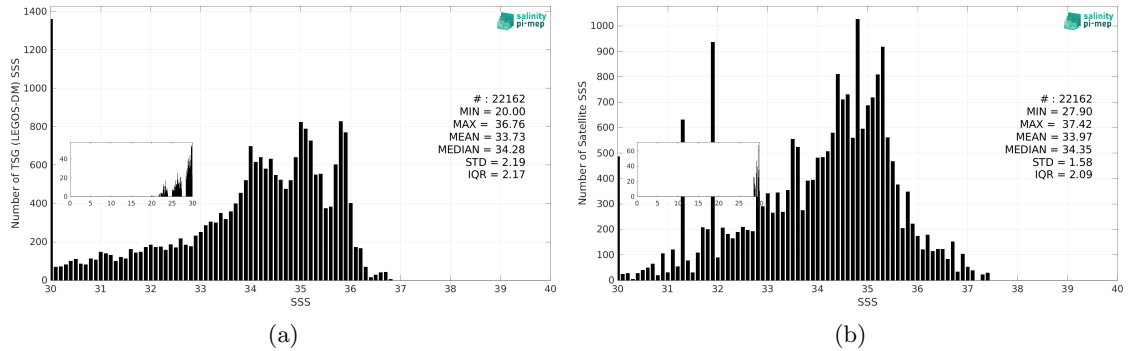 1400
1200
1000
800
600
400
200
0
Number of TSG (LEGOS-DM) SSS
salinity
pi-mep
# : 22162
MIN = 20.00
MAX = 36.76
MEAN = 33.73
MEDIAN = 34.28
STD = 2.19
IQR = 2.17
40
20
0
0 5 10 15 20 25 30
30 31 32 33 34 35 36 37 38 39 40
SSS
(a)
1000
900
800
700
600
500
400
300
200
100
0
Number of Satellite SSS
salinity
pi-mep
# : 22162
MIN = 27.90
MAX = 37.42
MEAN = 33.97
MEDIAN = 34.35
STD = 1.58
IQR = 2.09
60
40
20
0
0 5 10 15 20 25 30
30 31 32 33 34 35 36 37 38 39 40
SSS
(b)